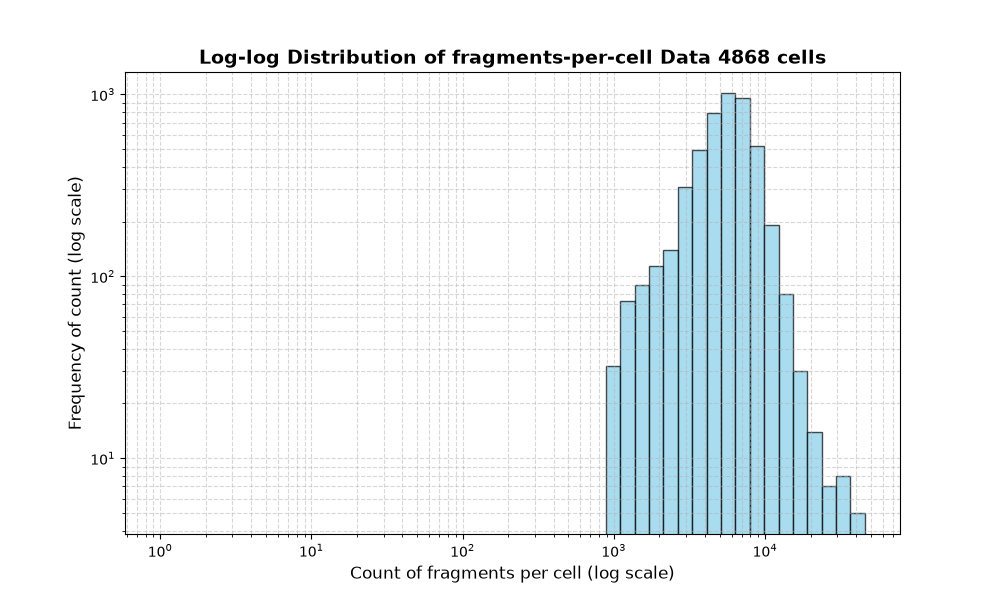 Log-log Distribution of fragments-per-cell Data 4868 cells
Frequency of count (log scale)
10³
10²
10¹
10⁰ 10¹ 10² 10³ 10⁴
Count of fragments per cell (log scale)